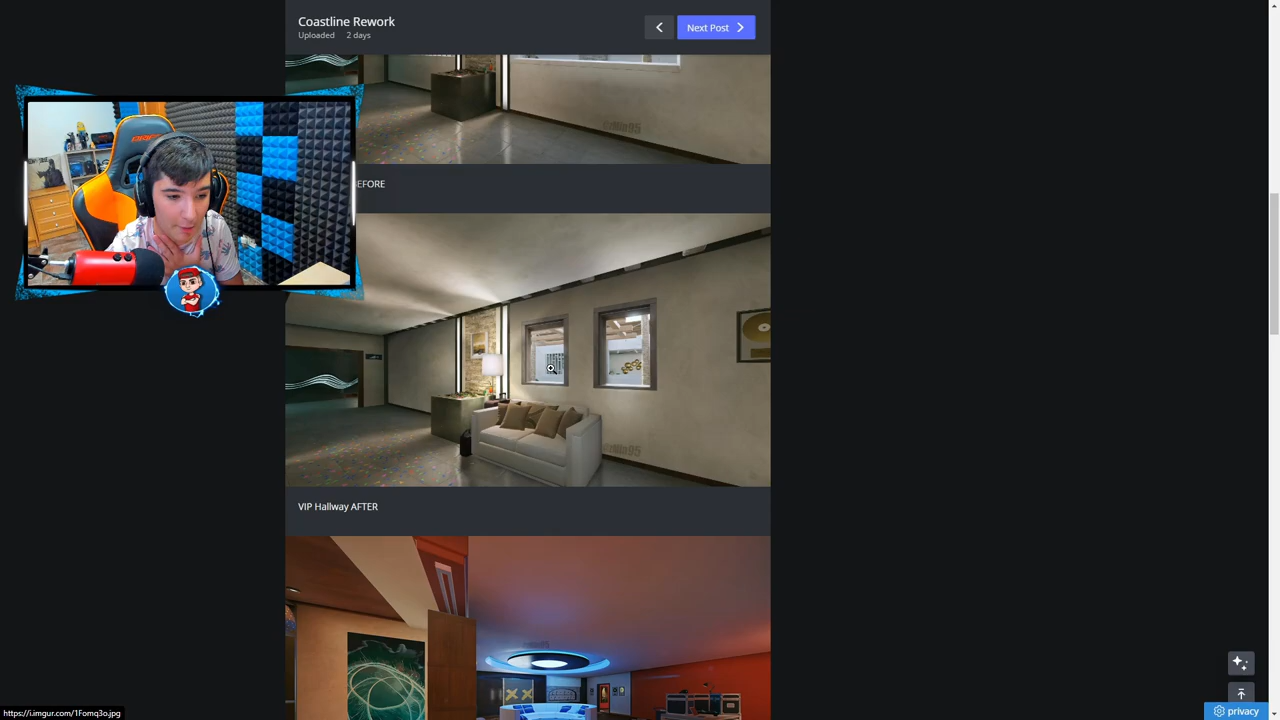 Coastline Rework
Uploaded 2 days
Next Post
EFORE
VIP Hallway AFTER
https://i.imgur.com/1Fomq3o.jpg
privacy